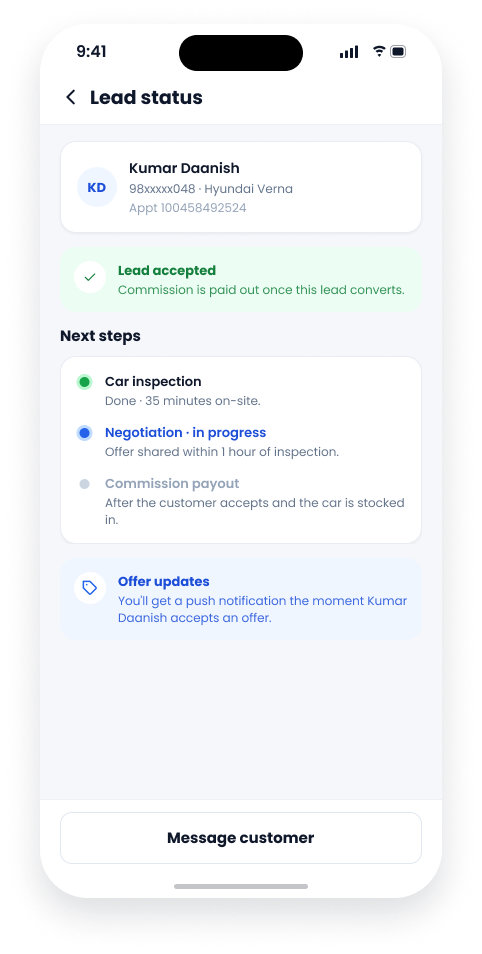 9:41
Lead status
KD
Kumar Daanish
98xxxxx048 · Hyundai Verna
Appt 100458492524
Lead accepted
Commission is paid out once this lead converts.
Next steps
Car inspection
Done · 35 minutes on-site.
Negotiation · in progress
Offer shared within 1 hour of inspection.
Commission payout
After the customer accepts and the car is stocked
in.
Offer updates
You'll get a push notification the moment Kumar
Daanish accepts an offer.
Message customer